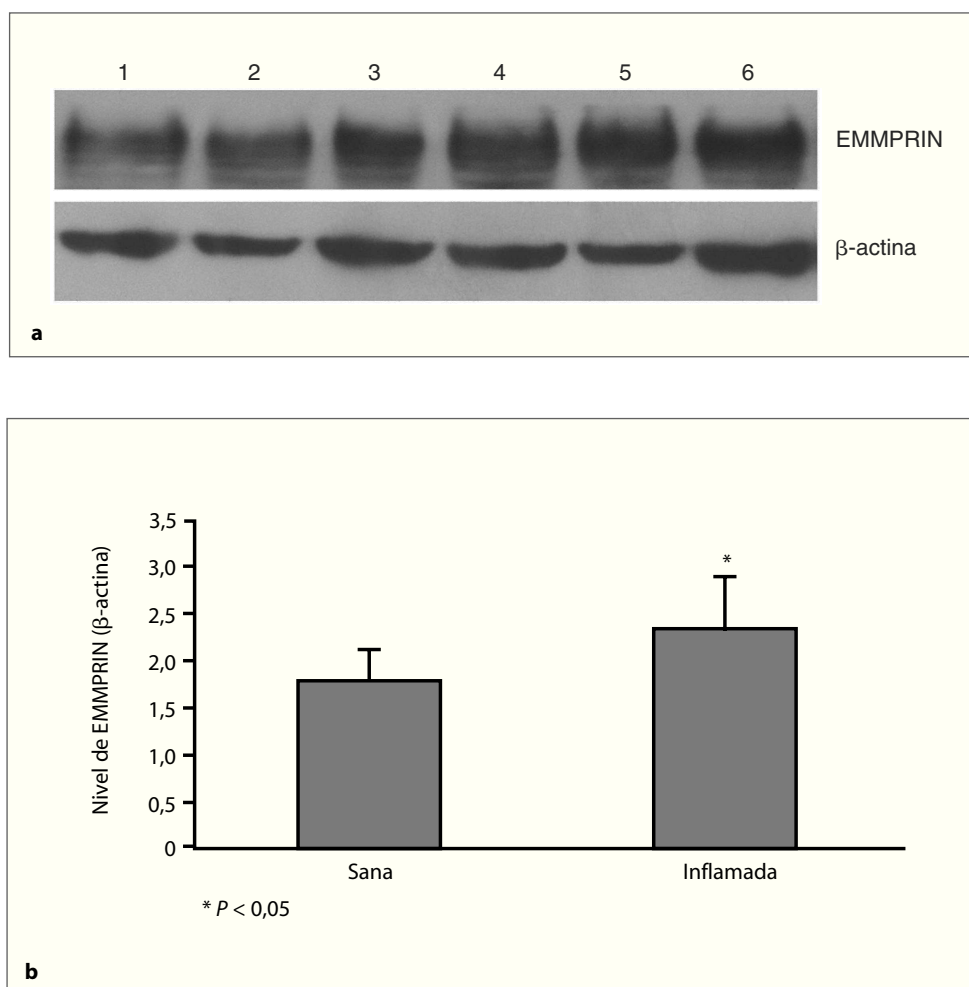 1 2 3 4 5 6
EMMPRIN
β-actina
a
Nivel de EMMPRIN (β-actina)
3,5
3,0
2,5
2,0
1,5
1,0
0,5
0
*
Sana Inflamada
* P < 0,05
b